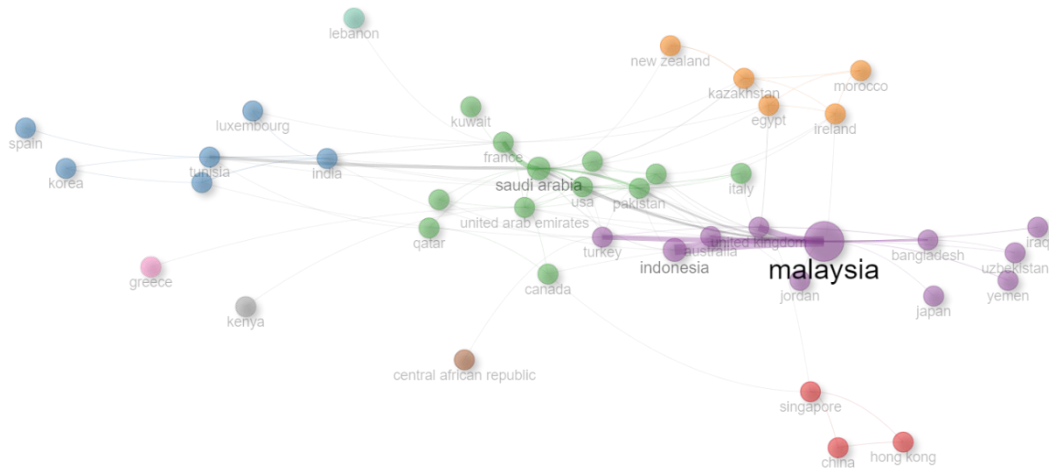 lebanon
new zealand
kazakhstan
morocco
kuwait
egypt
ireland
luxembourg
spain
france
tunisia
india
korea
saudi arabia
usa
pakistan
italy
united arab emirates
qatar
turkey
australia
united kingdom
bangladesh
iraq
indonesia
malaysia
uzbekistan
greece
canada
jordan
yemen
japan
kenya
central african republic
singapore
china
hong kong